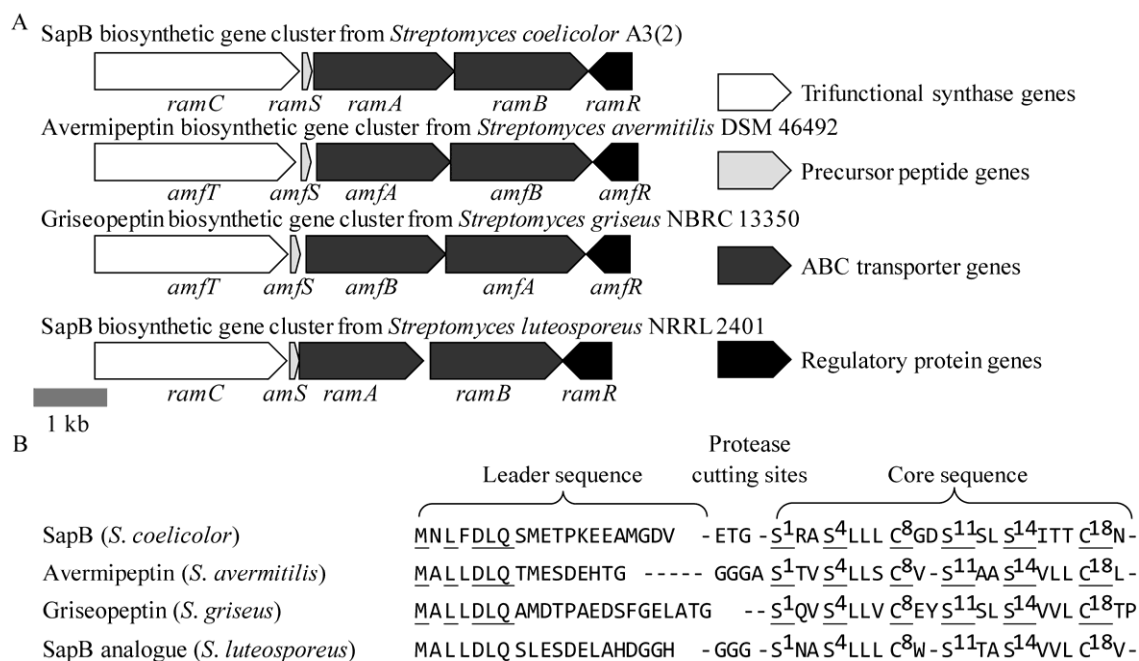 A
SapB biosynthetic gene cluster from Streptomyces coelicolor A3(2)
ramC ramS ramA ramB ramR
Avermipeptin biosynthetic gene cluster from Streptomyces avermitilis DSM 46492
amfT amfS amfA amfB amfR
Griseopeptin biosynthetic gene cluster from Streptomyces griseus NBRC 13350
amfT amfS amfB amfA amfR
SapB biosynthetic gene cluster from Streptomyces luteosporeus NRRL 2401
ramC amS ramA ramB ramR
1 kb
Trifunctional synthase genes
Precursor peptide genes
ABC transporter genes
Regulatory protein genes
B
Leader sequence
Protease
cutting sites
Core sequence
SapB (S. coelicolor) MNLFDLQSMETPKEEAMGDV -ETG -S1RAS4LLLC8GDS11SLS14ITTC18N-
Avermipeptin (S. avermitilis) MALLDLQTMESDEHTG ----- GGGAS1TVS4LLSC8V-S11AAS14VLLC18L-
Griseopeptin (S. griseus) MALLDLQAMDTPAEDSFGELATG --S1QVS4LLVC8EYS11SLS14VVLC18TP
SapB analogue (S. luteosporeus) MALLDLQSLESDELAHDGGH -GGG -S1NAS4LLLC8W-S11TAS14VVLC18V-